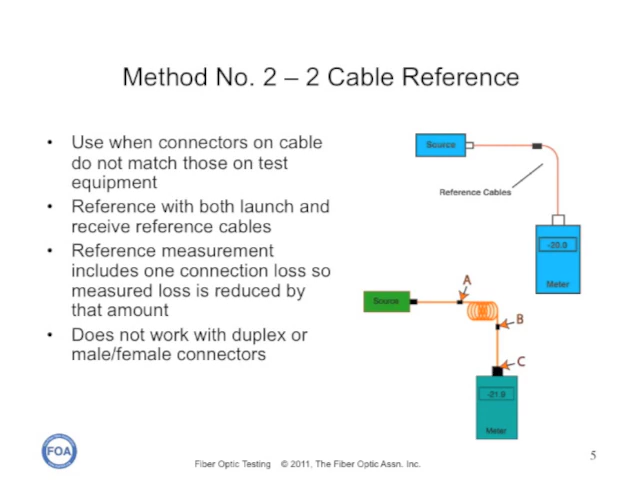 Method No. 2 – 2 Cable Reference
• Use when connectors on cable
do not match those on test
equipment
• Reference with both launch and
receive reference cables
• Reference measurement
includes one connection loss so
measured loss is reduced by
that amount
• Does not work with duplex or
male/female connectors
Source
Reference Cables
-20.9
Meter
A
Source
B
C
-21.9
Meter
FOA
Fiber Optic Testing © 2011, The Fiber Optic Assn. Inc.
5